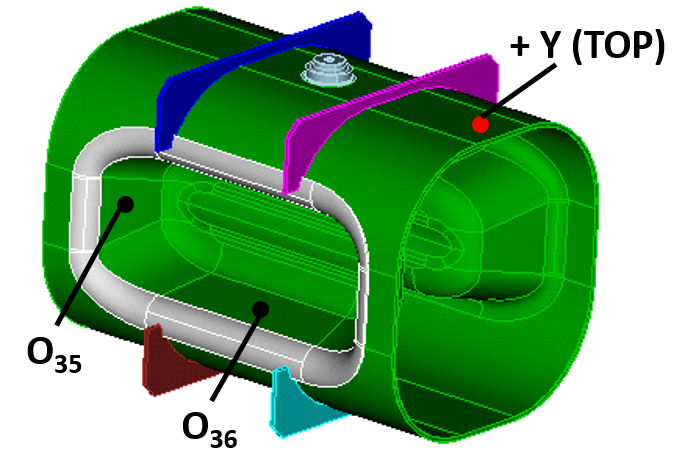 + Y (TOP)
O₃₅
O₃₆